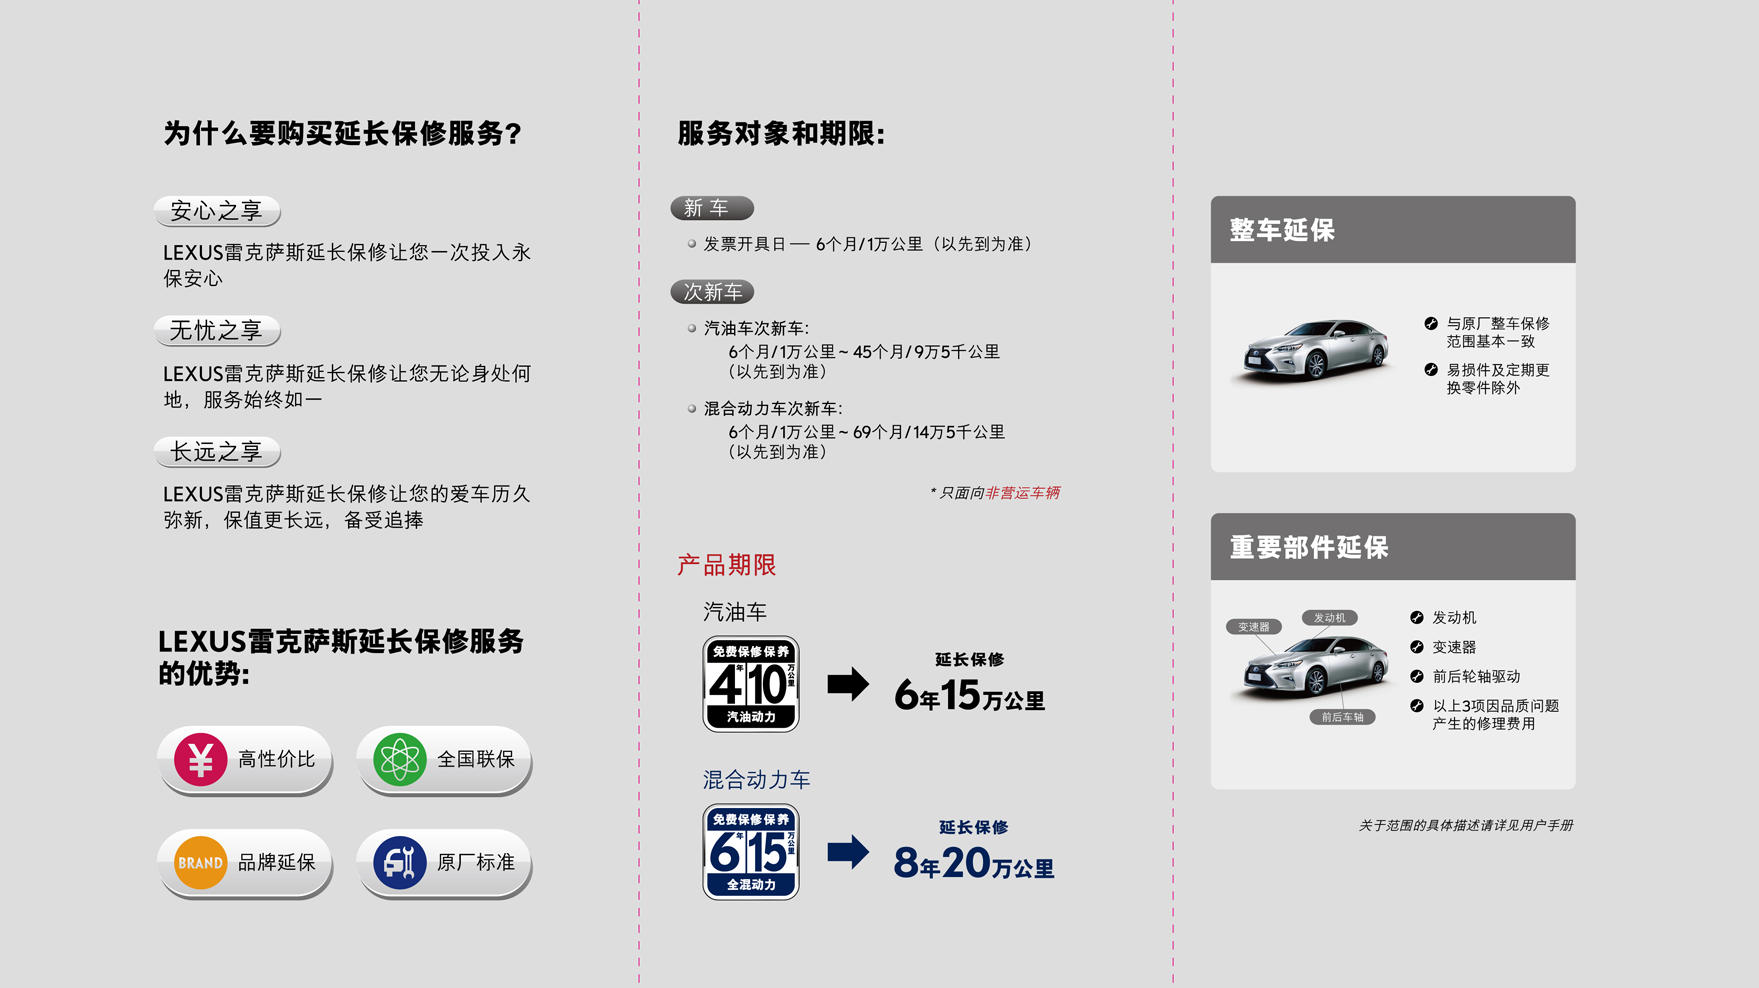 为什么要购买延长保修服务?
安心之享
LEXUS雷克萨斯延长保修让您一次投入永
保安心
无忧之享
LEXUS雷克萨斯延长保修让您无论身处何
地，服务始终如一
长远之享
LEXUS雷克萨斯延长保修让您的爱车历久
弥新，保值更长远，备受追捧
LEXUS雷克萨斯延长保修服务
的优势:
¥ 高性价比
全国联保
BRAND 品牌延保
原厂标准
服务对象和期限:
新 车
发票开具日— 6个月/1万公里（以先到为准）
次新车
汽油车次新车:
6个月/1万公里~ 45个月/9万5千公里
（以先到为准）
混合动力车次新车:
6个月/1万公里~ 69个月/14万5千公里
（以先到为准）
* 只面向非营运车辆
产品期限
汽油车
免费保修保养
4年10万公里
汽油动力
延长保修
6年15万公里
混合动力车
免费保修保养
6年15万公里
全混动力
延长保修
8年20万公里
整车延保
与原厂整车保修
范围基本一致
易损件及定期更
换零件除外
重要部件延保
变速器
发动机
前后车轴
发动机
变速器
前后轮轴驱动
以上3项因品质问题
产生的修理费用
关于范围的具体描述请详见用户手册